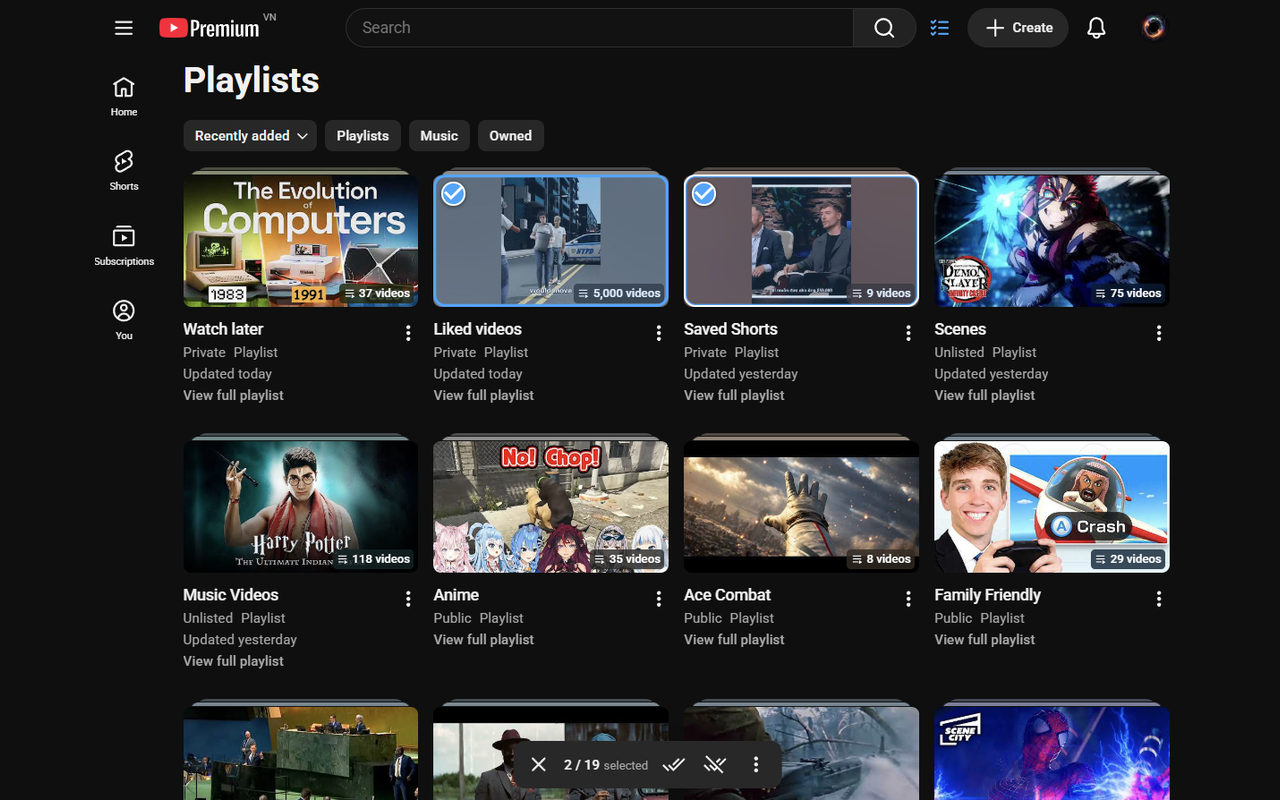 Premium VN
Search
Create
Playlists
Home
Shorts
Subscriptions
You
Recently added
Playlists
Music
Owned
The Evolution
of
Computers
1983
1991
37 videos
5,000 videos
9 videos
DEMON
SLAYER
75 videos
Watch later
Private Playlist
Updated today
View full playlist
Liked videos
Private Playlist
Updated today
View full playlist
Saved Shorts
Private Playlist
Updated yesterday
View full playlist
Scenes
Unlisted Playlist
Updated yesterday
View full playlist
Harry Potter
THE ULTIMATE INDIAN
118 videos
No! Chop!
35 videos
8 videos
A Crash
29 videos
Music Videos
Unlisted Playlist
Updated yesterday
View full playlist
Anime
Public Playlist
View full playlist
Ace Combat
Public Playlist
View full playlist
Family Friendly
Public Playlist
View full playlist
SCENE
CITY
2 / 19 selected